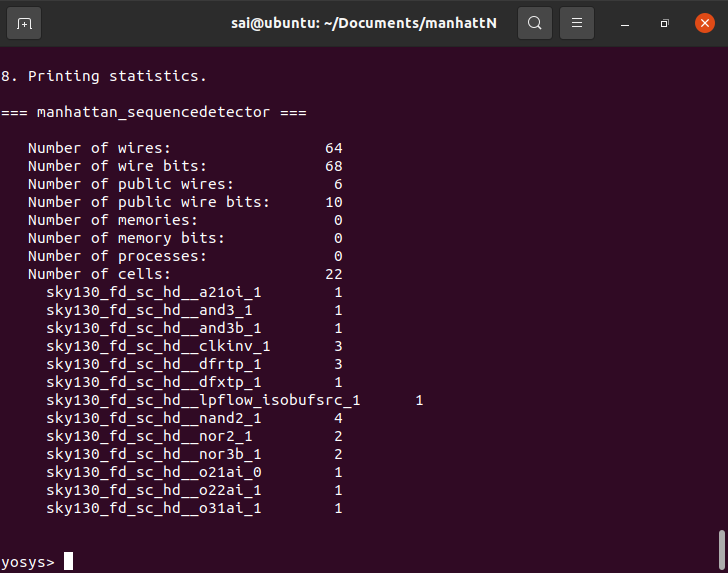 sai@ubuntu: ~/Documents/manhattN
8. Printing statistics.
=== manhattan_sequencedetector ===
Number of wires: 64
Number of wire bits: 68
Number of public wires: 6
Number of public wire bits: 10
Number of memories: 0
Number of memory bits: 0
Number of processes: 0
Number of cells: 22
sky130_fd_sc_hd__a21oi_1 1
sky130_fd_sc_hd__and3_1 1
sky130_fd_sc_hd__and3b_1 1
sky130_fd_sc_hd__clkinv_1 3
sky130_fd_sc_hd__dfrtp_1 3
sky130_fd_sc_hd__dfxtp_1 1
sky130_fd_sc_hd__lpflow_isobufsrc_1 1
sky130_fd_sc_hd__nand2_1 4
sky130_fd_sc_hd__nor2_1 2
sky130_fd_sc_hd__nor3b_1 2
sky130_fd_sc_hd__o21ai_0 1
sky130_fd_sc_hd__o22ai_1 1
sky130_fd_sc_hd__o31ai_1 1
yosys>